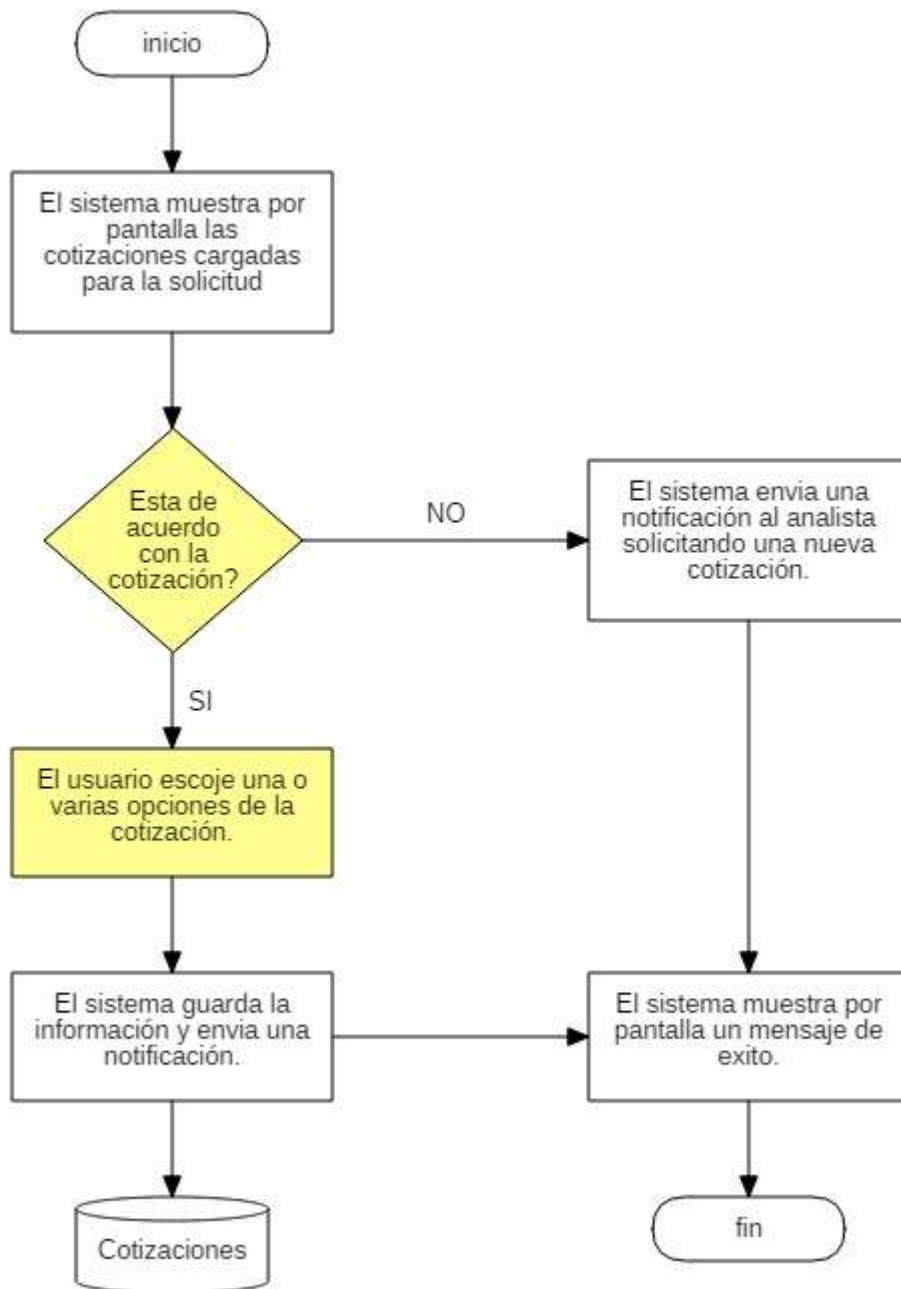 inicio
El sistema muestra por
pantalla las
cotizaciones cargadas
para la solicitud
Esta de
acuerdo
con la
cotización?
NO
El sistema envia una
notificación al analista
solicitando una nueva
cotización.
SI
El usuario escoje una o
varias opciones de la
cotización.
El sistema guarda la
información y envia una
notificación.
El sistema muestra por
pantalla un mensaje de
exito.
Cotizaciones
fin